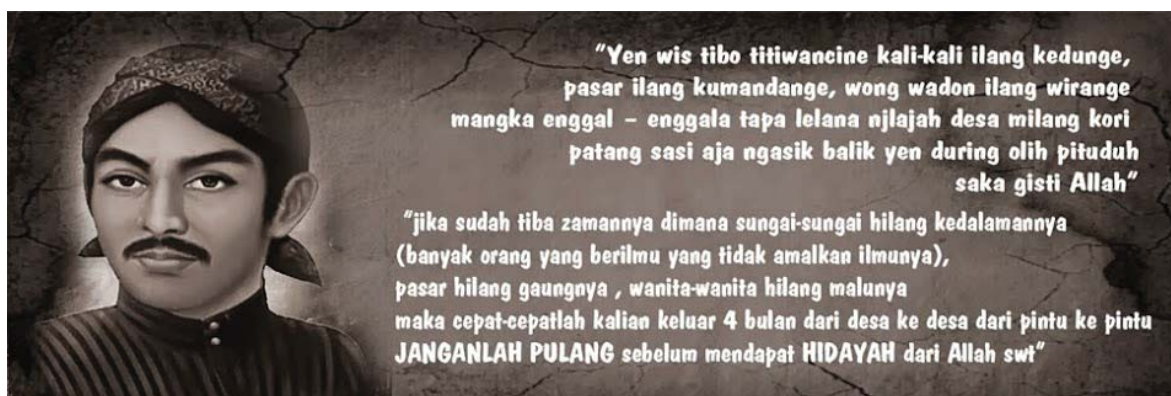 "Yen wis tibo titiwancine kali-kali ilang kedunge,
pasar ilang kumandange, wong wadon ilang wirange
mangka enggal – enggala tapa lelana njlajah desa milang kori
patang sasi aja ngasik balik yen during olih pituduh
saka gisti Allah"
"jika sudah tiba zamannya dimana sungai-sungai hilang kedalamannya
(banyak orang yang berilmu yang tidak amalkan ilmunya),
pasar hilang gaungnya , wanita-wanita hilang malunya
maka cepat-cepatlah kalian keluar 4 bulan dari desa ke desa dari pintu ke pintu
JANGANLAH PULANG sebelum mendapat HIDAYAH dari Allah swt"